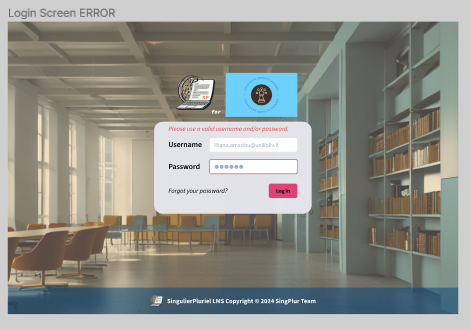 Login Screen ERROR
for
Please use a valid username and/or password.
Username
Password
Forgot your password?
Log in
SingulierPluriel LMS Copyright © 2024 SingPlur Team